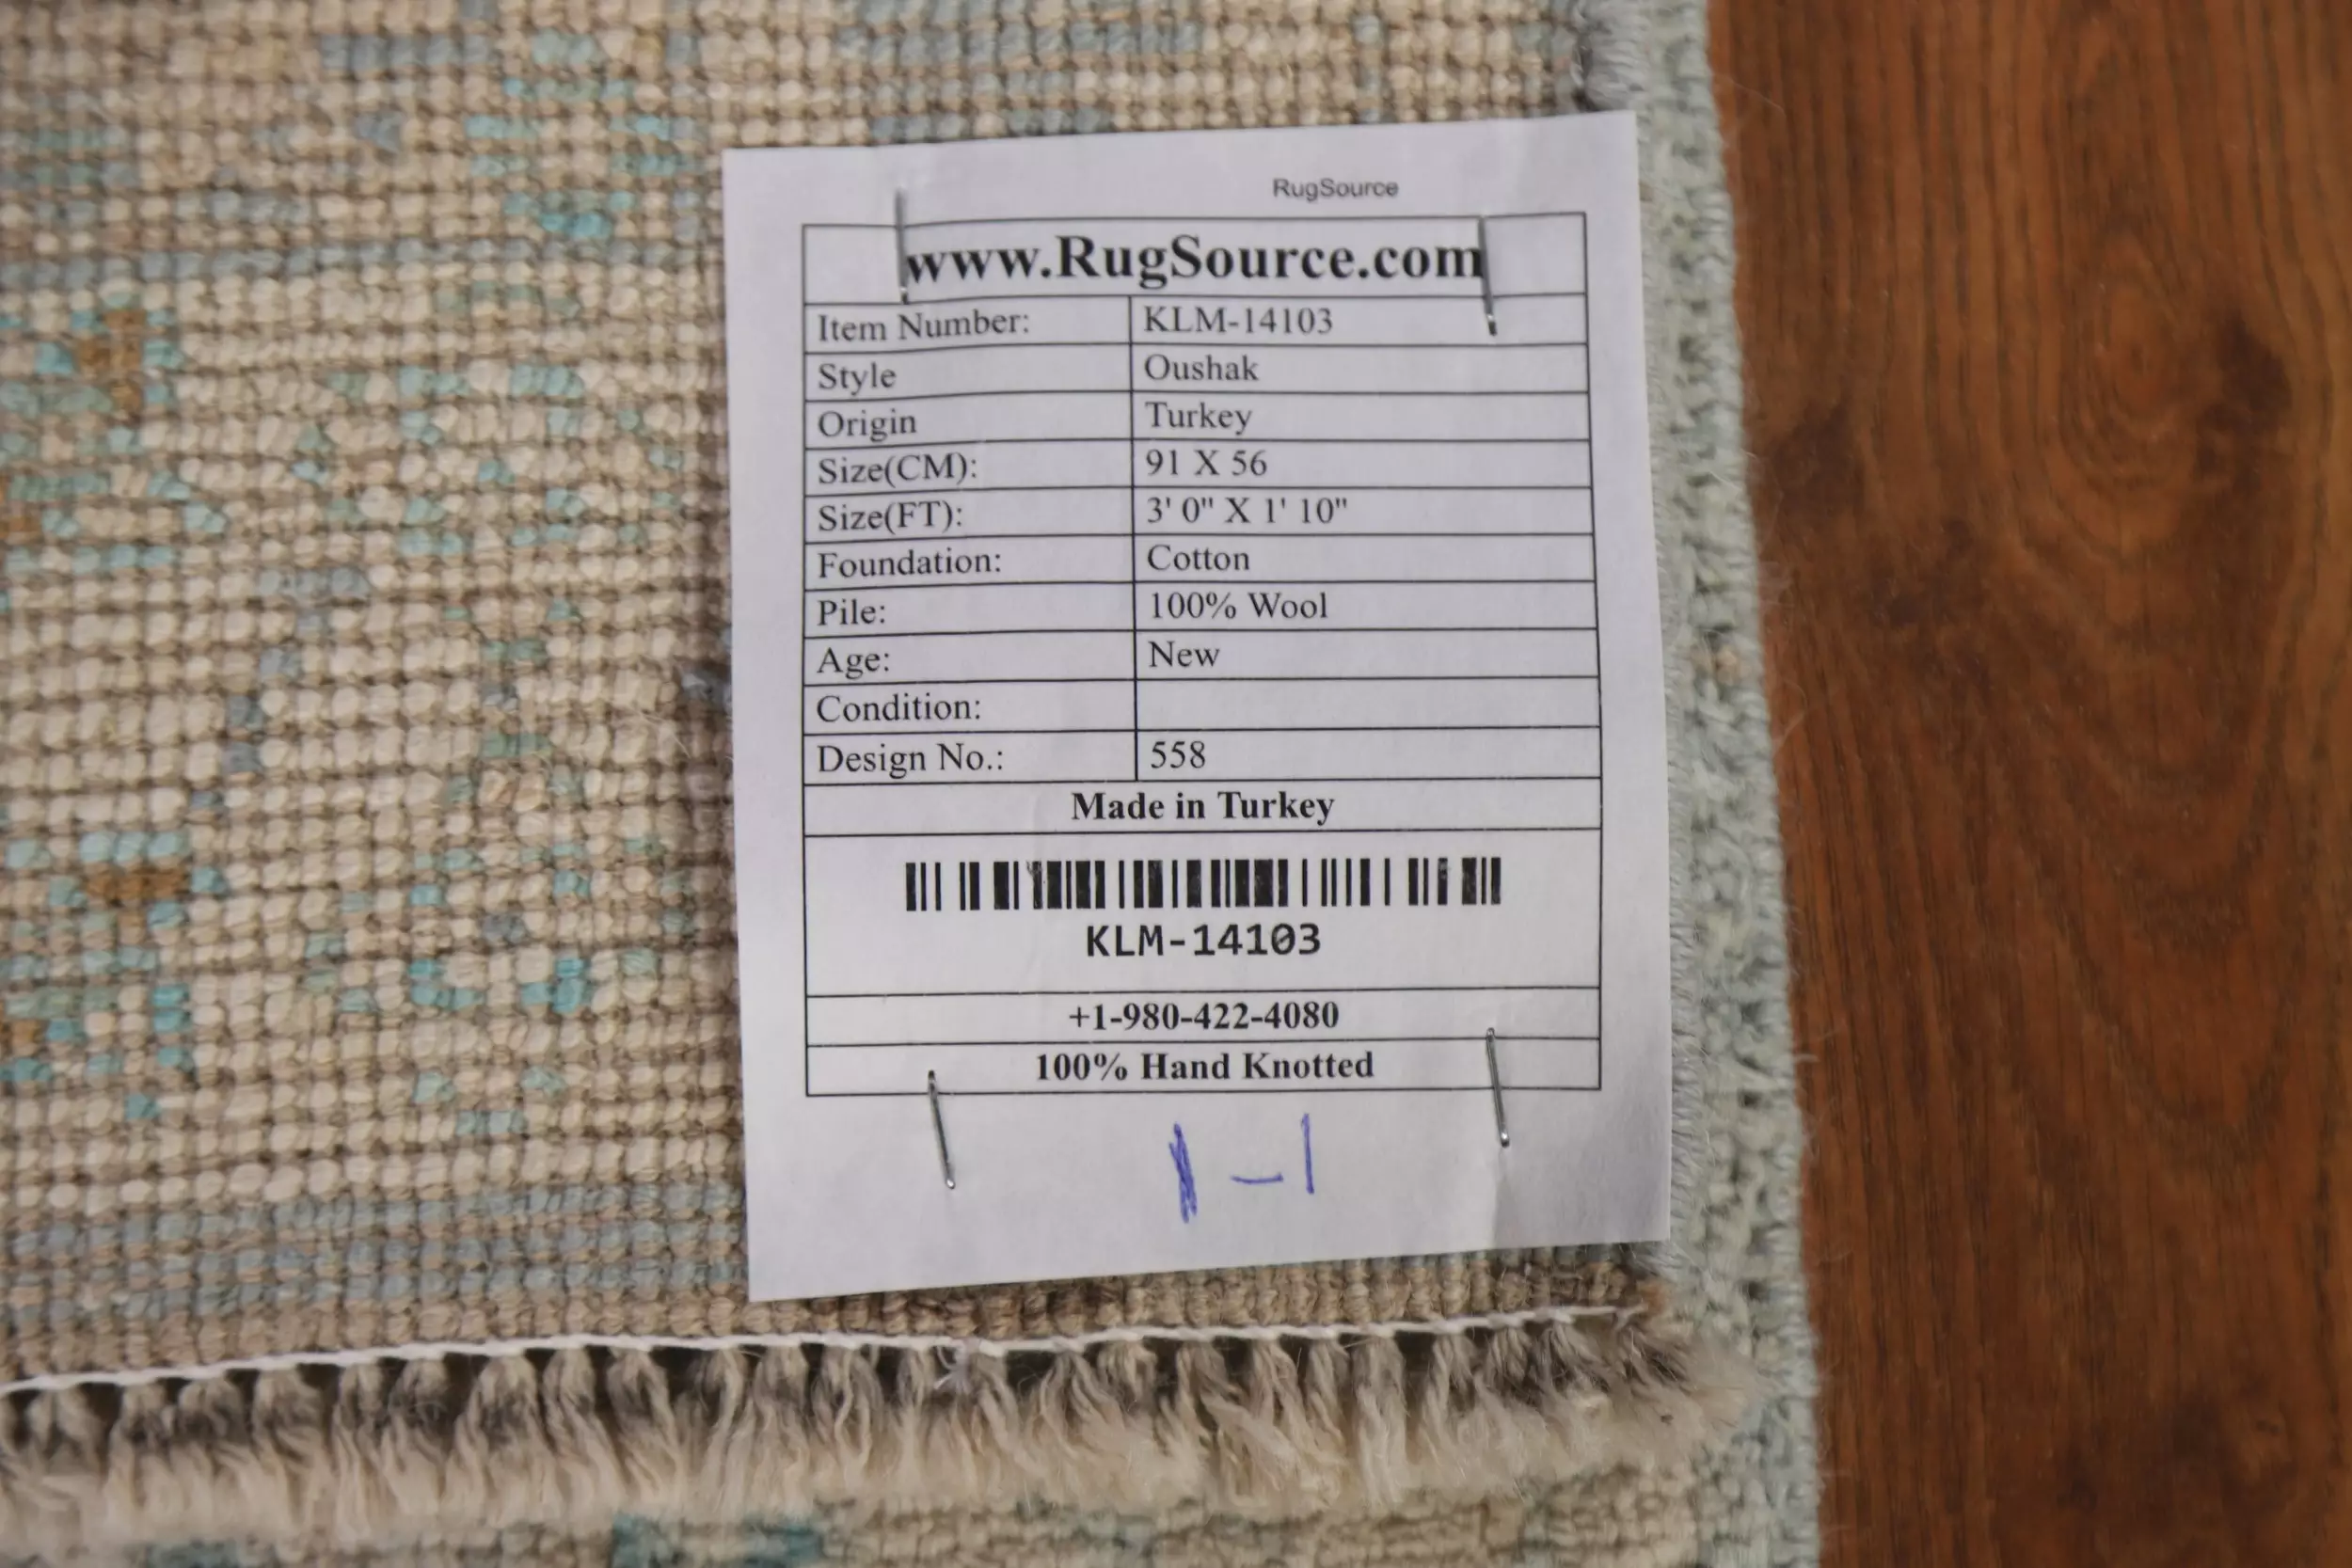 RugSource
www.RugSource.com
Item Number: KLM-14103
Style Oushak
Origin Turkey
Size(CM): 91 X 56
Size(FT): 3' 0" X 1' 10"
Foundation: Cotton
Pile: 100% Wool
Age: New
Condition:
Design No.: 558
Made in Turkey
KLM-14103
+1-980-422-4080
100% Hand Knotted
1-1